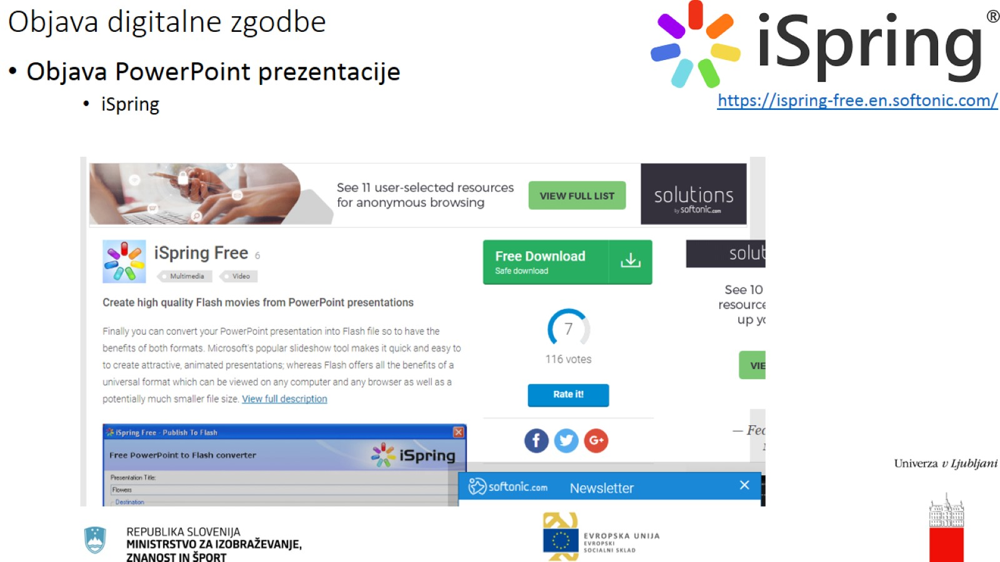 Objava digitalne zgodbe
iSpring®
• Objava PowerPoint prezentacije
• iSpring
https://ispring-free.en.softonic.com/
See 11 user-selected resources
for anonymous browsing
VIEW FULL LIST
solutions
by softonic.com
iSpring Free 6
Multimedia
Video
Free Download
Safe download
Create high quality Flash movies from PowerPoint presentations
Finally you can convert your PowerPoint presentation into Flash file so to have the
benefits of both formats. Microsoft's popular slideshow tool makes it quick and easy to
to create attractive, animated presentations; whereas Flash offers all the benefits of a
universal format which can be viewed on any computer and any browser as well as a
potentially much smaller file size. View full description
7
116 votes
Rate it!
f
G+
See 10
up
VIE
iSpring Free - Publish To Flash
Free PowerPoint to Flash converter
iSpring
Presentation Title:
Flowers
Destination
softonic.com
Newsletter
Univerza v Ljubljani
REPUBLIKA SLOVENIJA
MINISTRSTVO ZA IZOBRAŽEVANJE,
ZNANOST IN ŠPORT
EVROPSKA UNIJA
EVROPSKI
SOCIALNI SKLAD